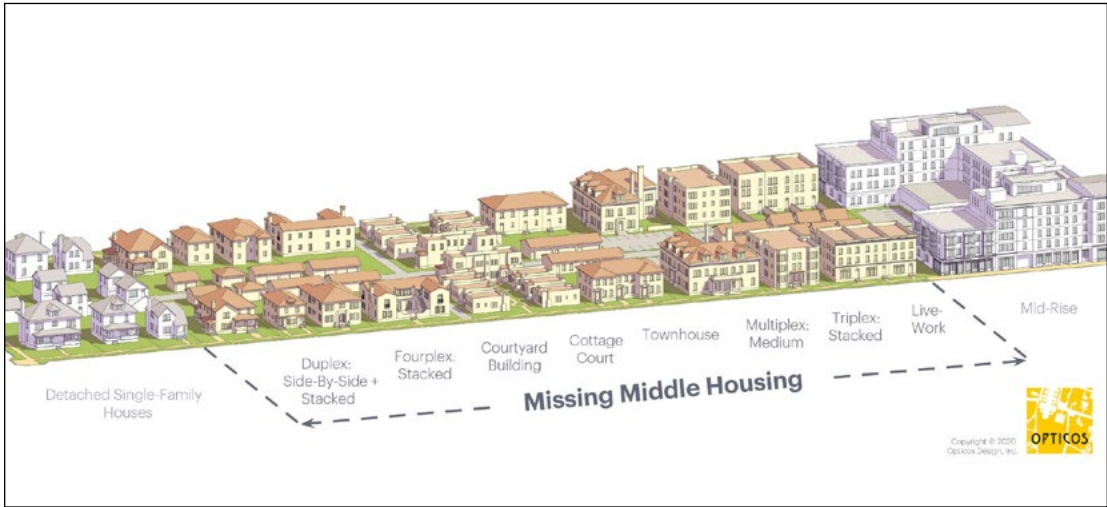 Detached Single-Family
Houses
Duplex:
Side-By-Side +
Stacked
Fourplex:
Stacked
Courtyard
Building
Cottage
Court
Townhouse
Multiplex:
Medium
Triplex:
Stacked
Live-
Work
Mid-Rise
Missing Middle Housing
Copyright © 2020
Opticos Design, Inc.
OPTICOS